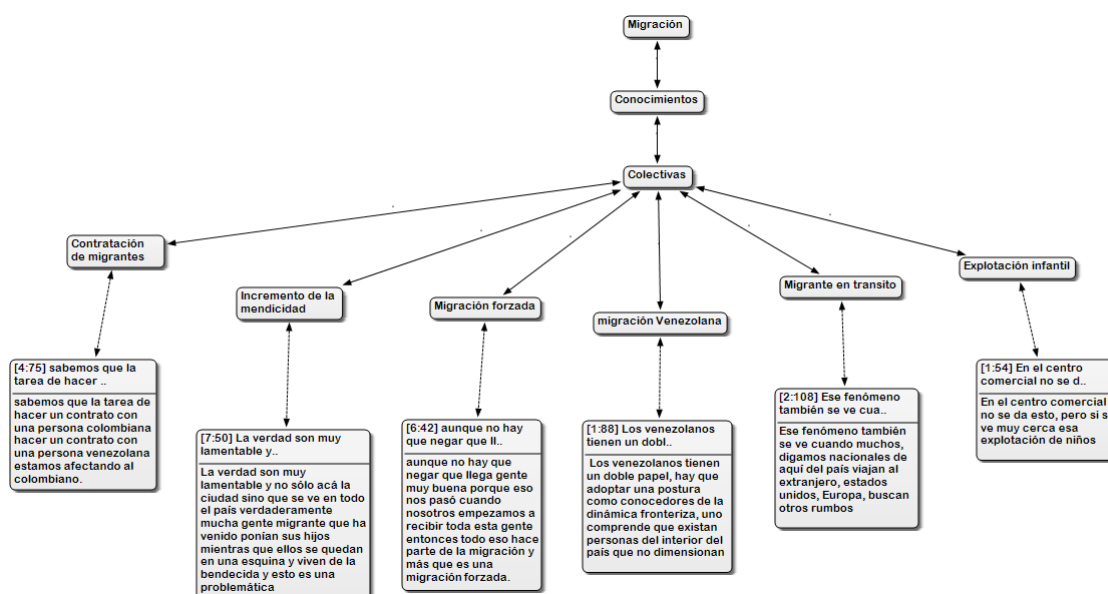 Migración
Conocimientos
Colectivas
Contratación
de migrantes
Incremento de la
mendicidad
Migración forzada
migración Venezolana
Migrante en transito
Explotación infantil
[4:75] sabemos que la
tarea de hacer ..
sabemos que la tarea de
hacer un contrato con
una persona colombiana
hacer un contrato con
una persona venezolana
estamos afectando al
colombiano.
[7:50] La verdad son muy
lamentable y..
La verdad son muy
lamentable y no sólo acá la
ciudad sino que se ve en todo
el país verdaderamente
mucha gente migrante que ha
venido ponían sus hijos
mientras que ellos se quedan
en una esquina y viven de la
bendecida y esto es una
problemática
[6:42] aunque no hay
que negar que ll..
aunque no hay que
negar que llega gente
muy buena porque eso
nos pasó cuando
nosotros empezamos a
recibir toda esta gente
entonces todo eso hace
parte de la migración y
más que es una
migración forzada.
[1:88] Los venezolanos
tienen un dobl..
Los venezolanos tienen
un doble papel, hay que
adoptar una postura
como conocedores de la
dinámica fronteriza, uno
comprende que existan
personas del interior del
país que no dimensionan
[2:108] Ese fenómeno
también se ve cua..
Ese fenómeno también
se ve cuando muchos,
digamos nacionales de
aquí del país viajan al
extranjero, estados
unidos, Europa, buscan
otros rumbos
[1:54] En el centro
comercial no se d..
En el centro comercial
no se da esto, pero si s
ve muy cerca esa
explotación de niños